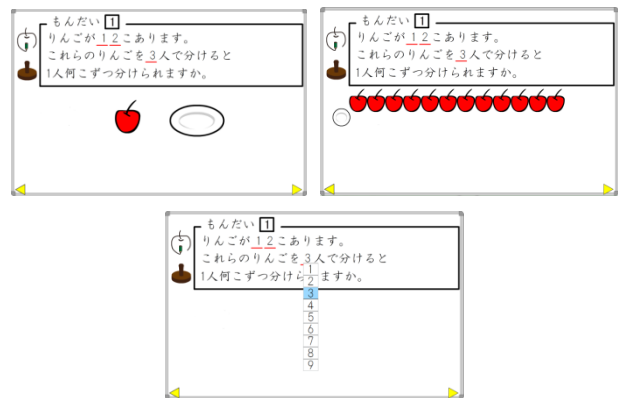 もんだい 1
りんごが12こあります。
これらのりんごを3人で分けると
1人何こずつ分けられますか。
もんだい 1
りんごが12こあります。
これらのりんごを3人で分けると
1人何こずつ分けられますか。
もんだい 1
りんごが12こあります。
これらのりんごを3人で分けると
1人何こずつ分けら ますか。
1
2
3
4
5
6
7
8
9